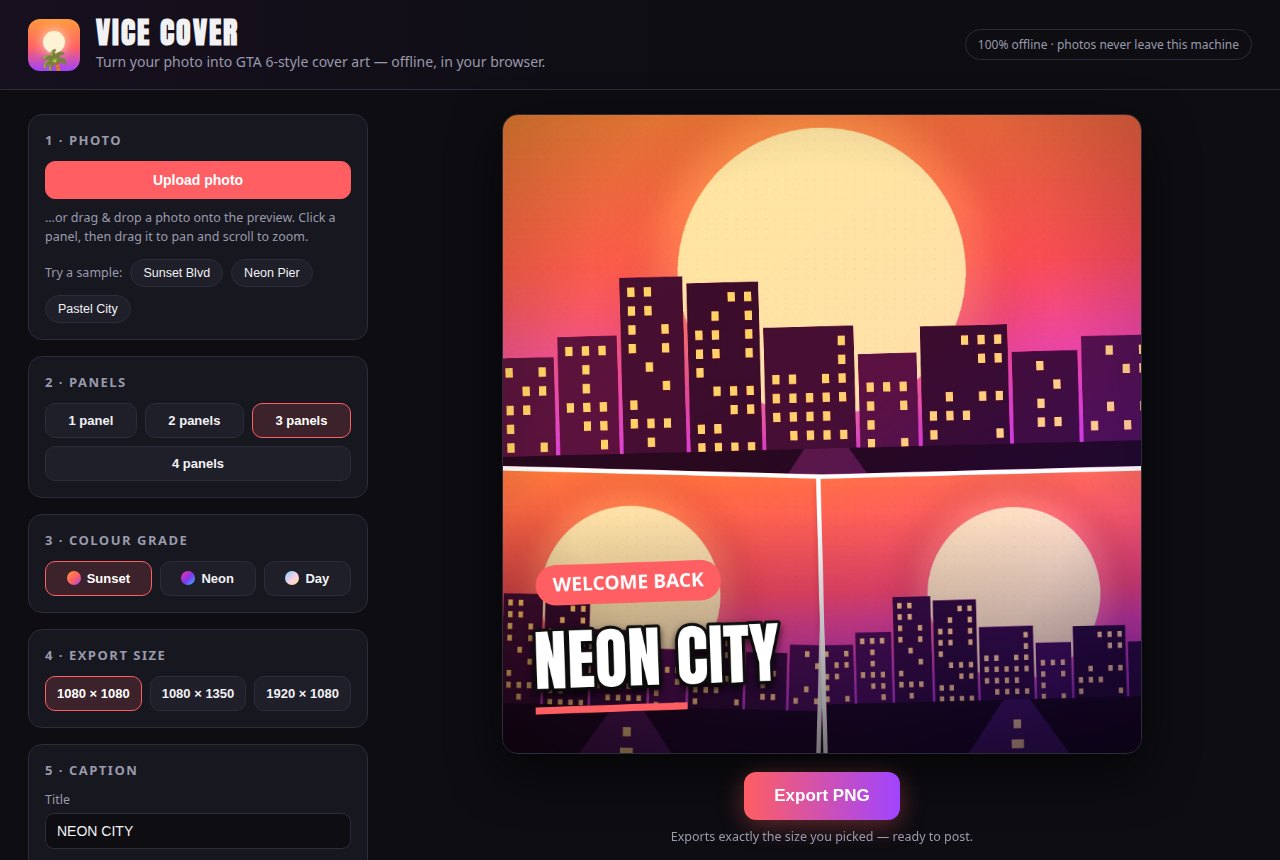 VICE COVER
Turn your photo into GTA 6-style cover art — offline, in your browser.
100% offline · photos never leave this machine
1 · PHOTO
Upload photo
...or drag & drop a photo onto the preview. Click a
panel, then drag it to pan and scroll to zoom.
Try a sample: Sunset Blvd Neon Pier
Pastel City
2 · PANELS
1 panel 2 panels 3 panels
4 panels
3 · COLOUR GRADE
Sunset Neon Day
4 · EXPORT SIZE
1080 × 1080 1080 × 1350 1920 × 1080
5 · CAPTION
Title
NEON CITY
WELCOME BACK
NEON CITY
Export PNG
Exports exactly the size you picked — ready to post.